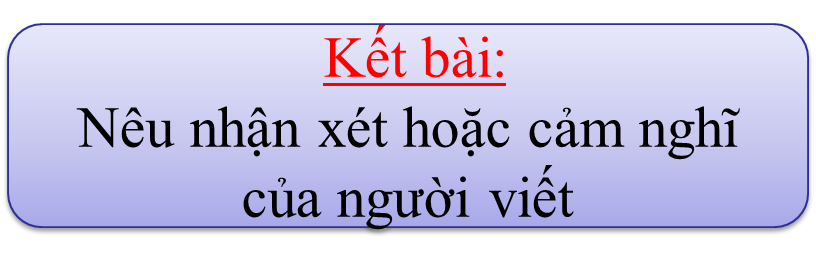 Kết bài:
Nêu nhận xét hoặc cảm nghĩ
của người viết